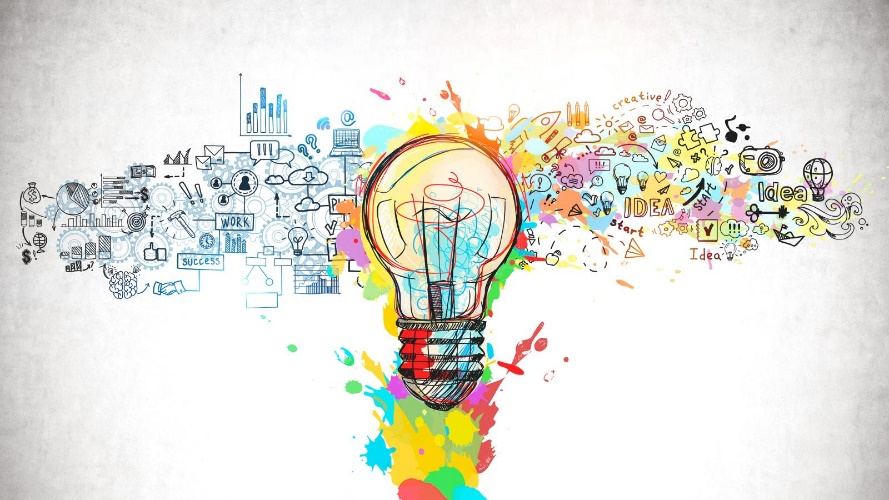 creative!
IDEA
start
Idea
start
Idea
WORK
SUCCESS